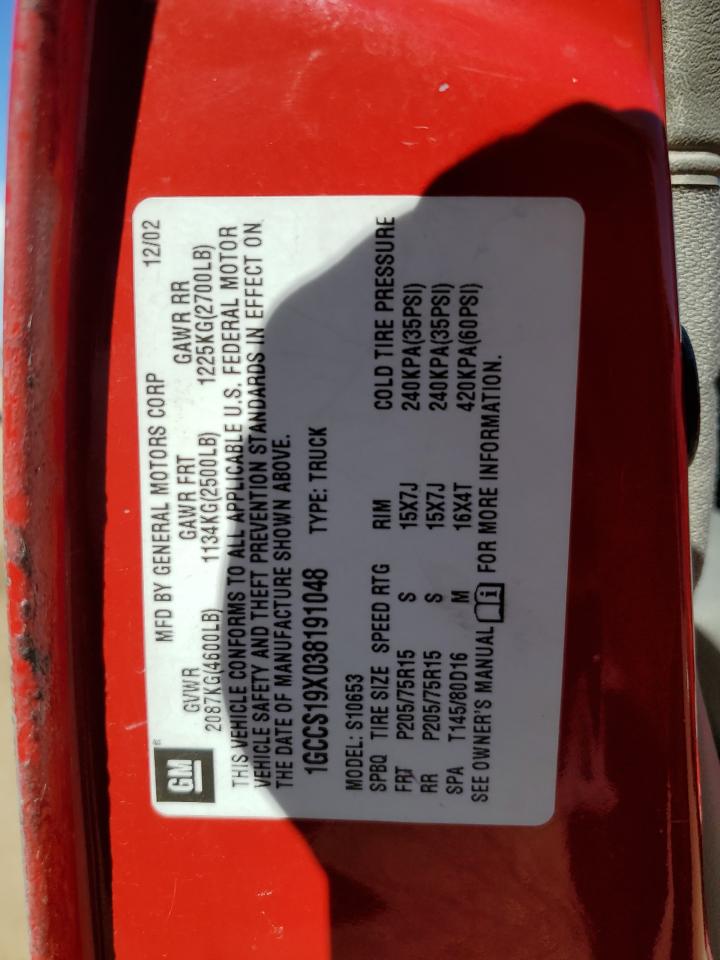 GM
MFD BY GENERAL MOTORS CORP 12/02
GVWR GAWR FRT GAWR RR
2087KG(4600LB) 1134KG(2500LB) 1225KG(2700LB)
THIS VEHICLE CONFORMS TO ALL APPLICABLE U.S. FEDERAL MOTOR
VEHICLE SAFETY AND THEFT PREVENTION STANDARDS IN EFFECT ON
THE DATE OF MANUFACTURE SHOWN ABOVE.
1GCCS19X038191048 TYPE: TRUCK
MODEL: S10653
SPBQ TIRE SIZE SPEED RTG RIM COLD TIRE PRESSURE
FRT P205/75R15 S 15X7J 240KPA(35PSI)
RR P205/75R15 S 15X7J 240KPA(35PSI)
SPA T145/80D16 M 16X4T 420KPA(60PSI)
SEE OWNER'S MANUAL FOR MORE INFORMATION.